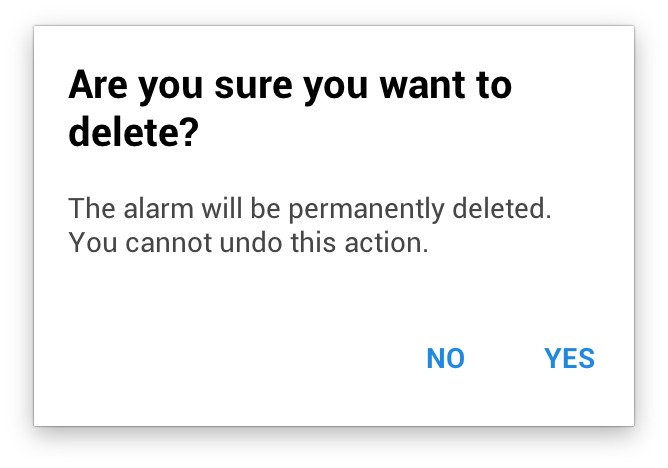 Are you sure you want to
delete?
The alarm will be permanently deleted.
You cannot undo this action.
NO YES